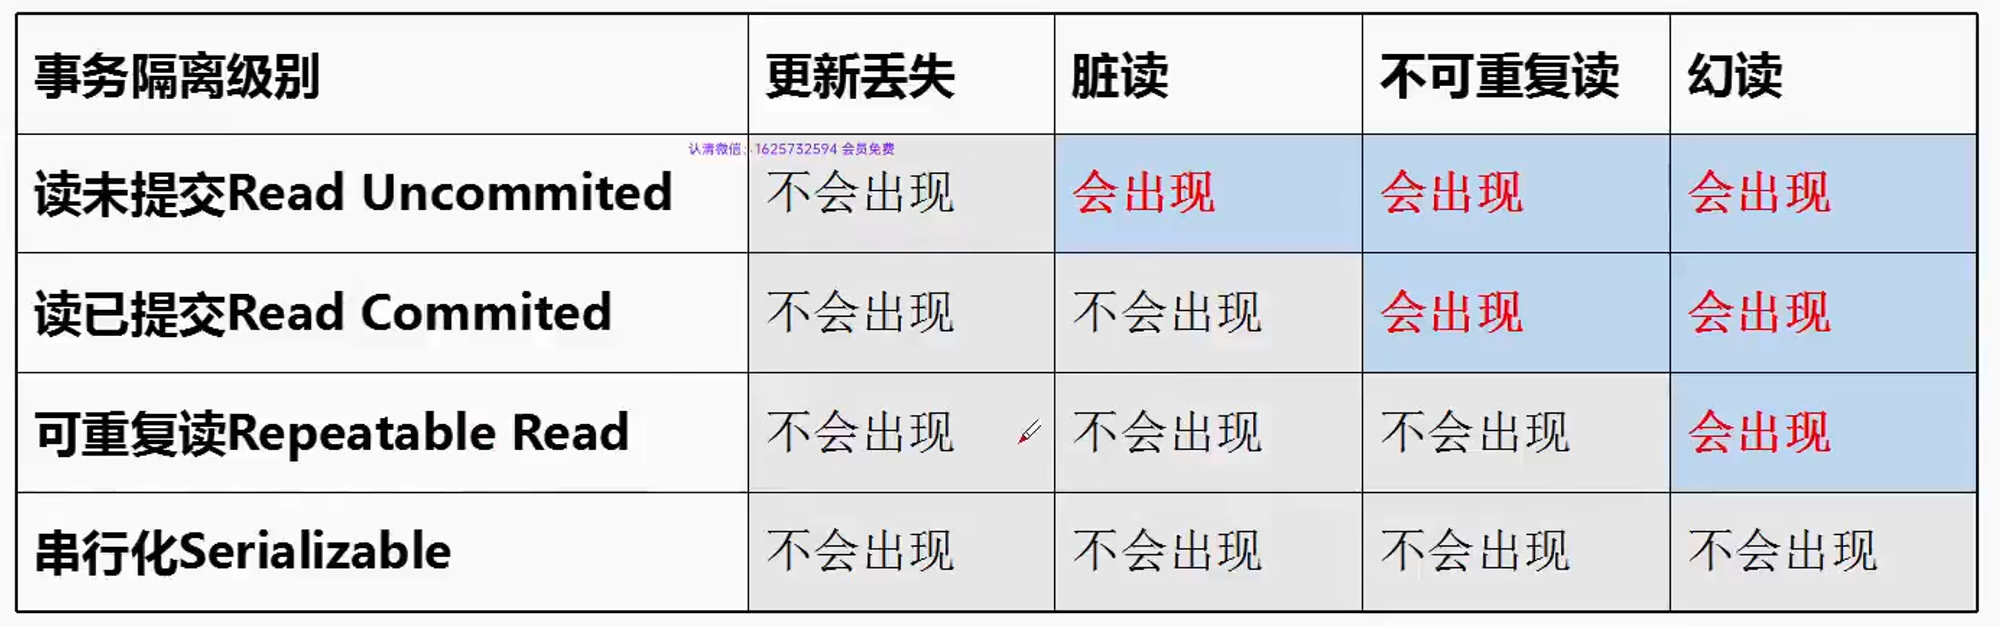 事务隔离级别 更新丢失 脏读 不可重复读 幻读
认清微信：1625732594 会员免费
读未提交Read Uncommited 不会出现 会出现 会出现 会出现
读已提交Read Commited 不会出现 不会出现 会出现 会出现
可重复读Repeatable Read 不会出现 不会出现 不会出现 会出现
串行化Serializable 不会出现 不会出现 不会出现 不会出现